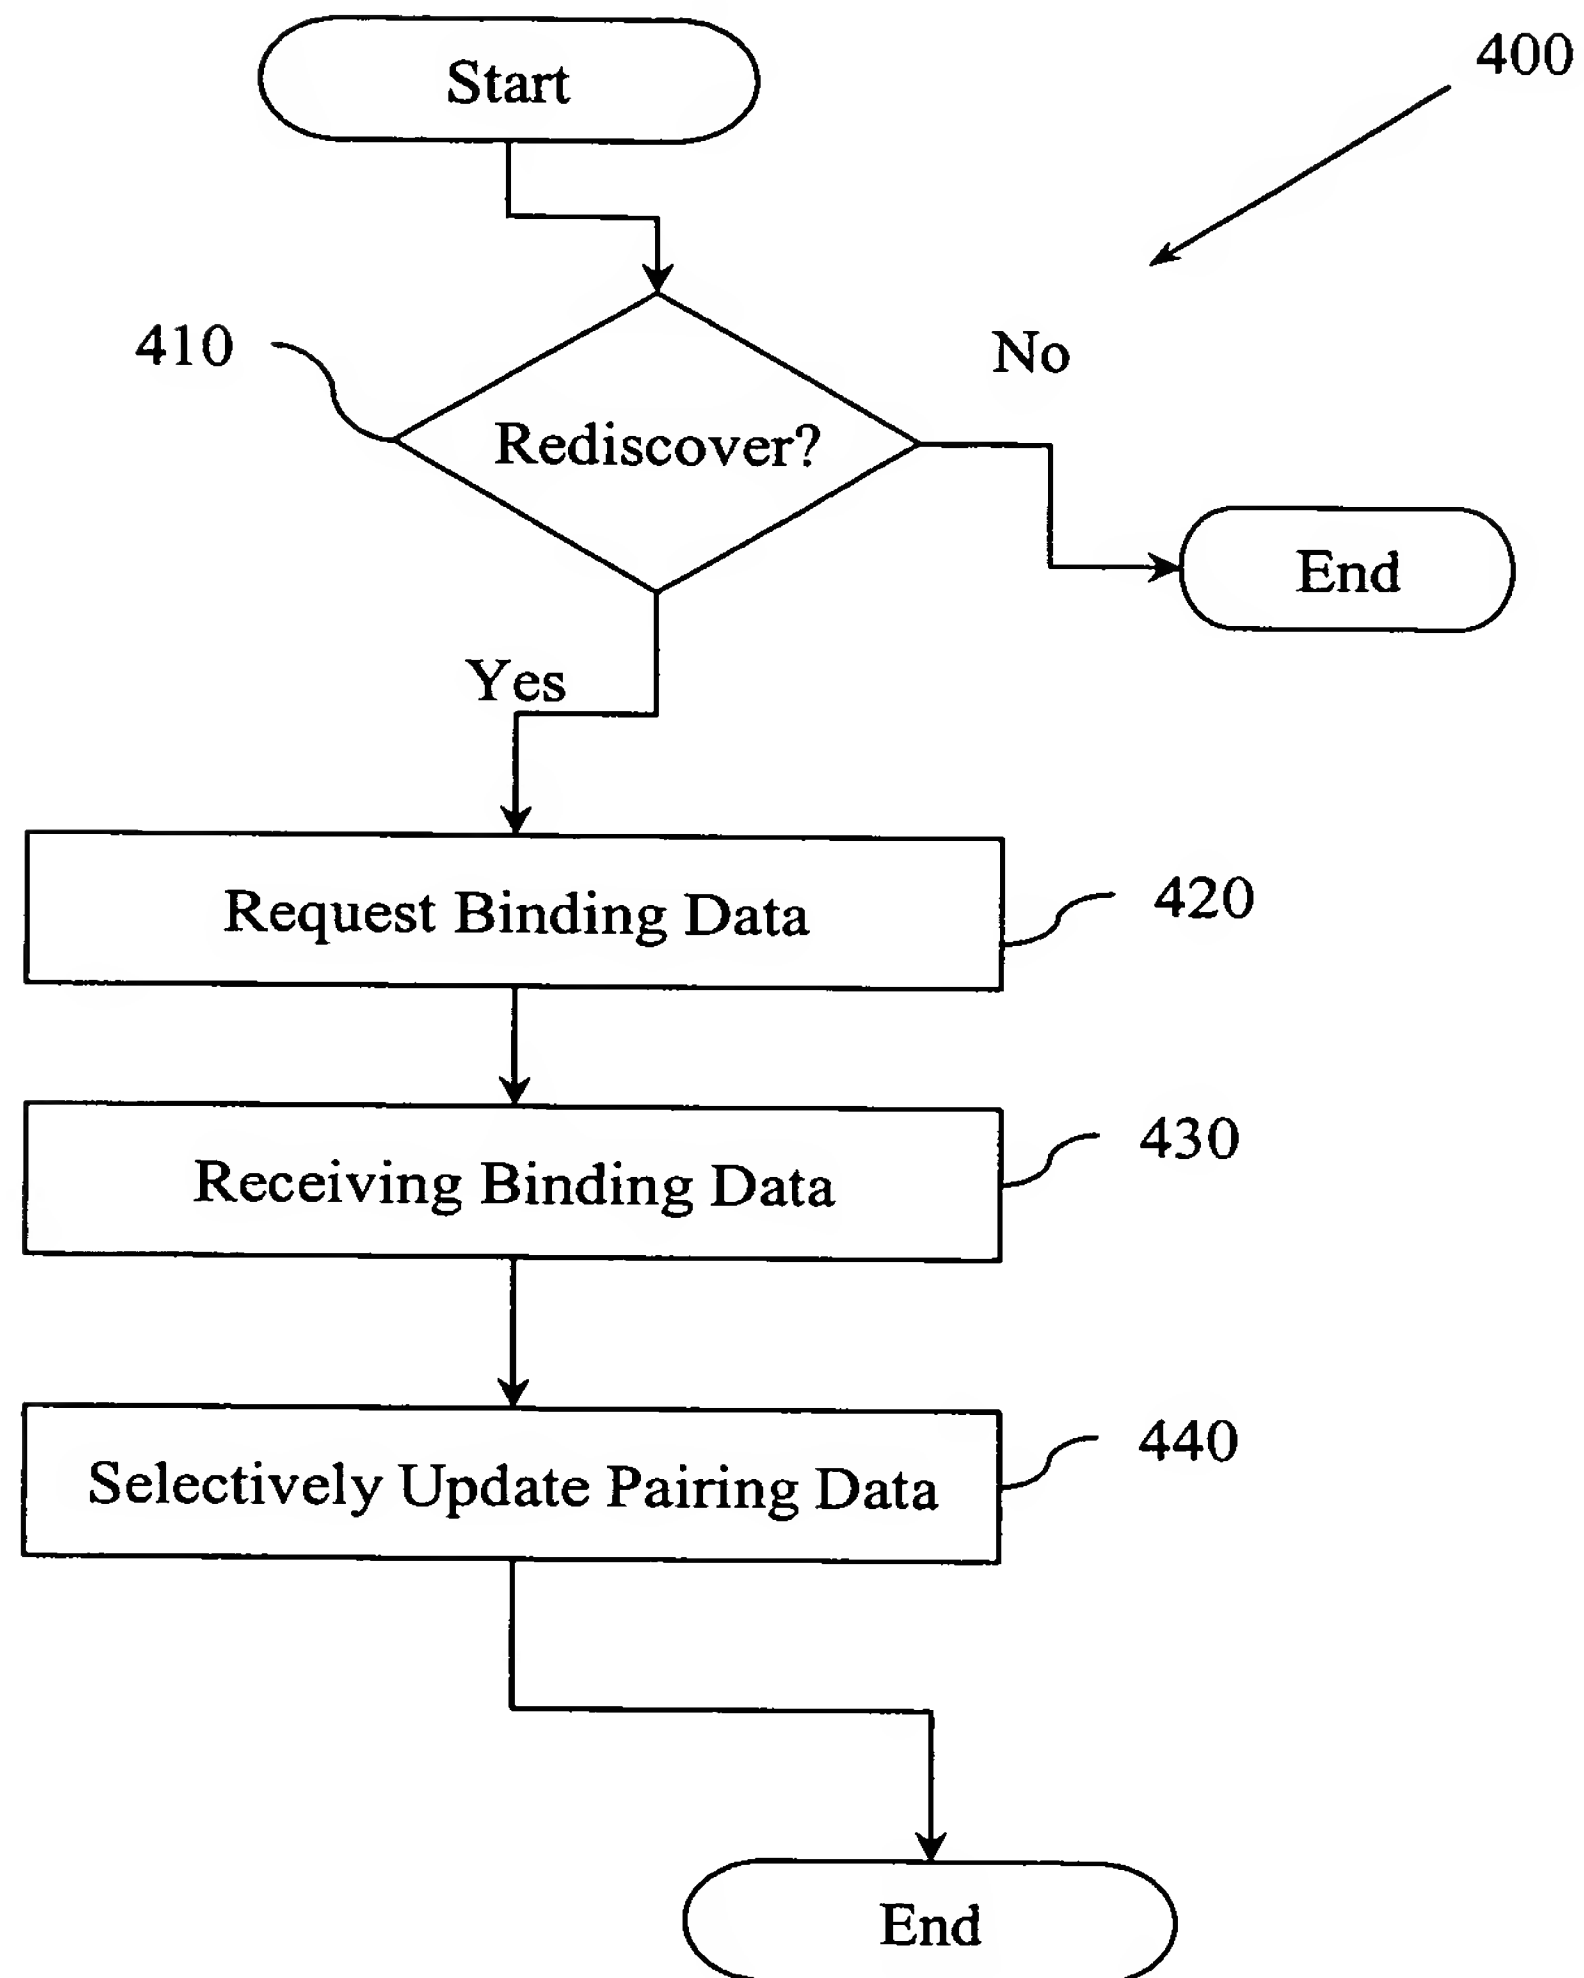 Start
400
410
No
Rediscover?
End
Yes
Request Binding Data
420
Receiving Binding Data
430
Selectively Update Pairing Data
440
End